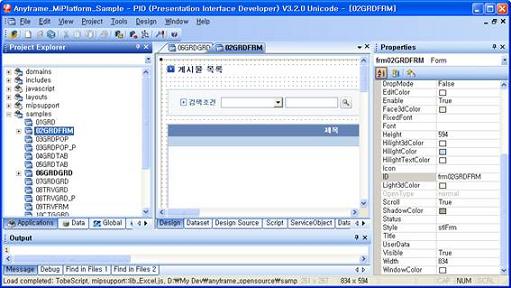 Anyframe_MiPlatform_Sample - PID (Presentation Interface Developer) V3.2.0 Unicode - [02GRDFRM]
File Edit View Project Tools Design Window Help
Project Explorer
domains
includes
javascript
layouts
mipsupport
samples
01GRD
02GRDFRM
03GRDPOP
03GRDPOP_P
04GRDTAB
05GRDTAB
06GRDGRD
07GRDGRD
08TRVGRD
09TRVFRM
10CTGGRD
Applications Data Global
06GRDGRD 02GRDFRM
게시물 목록
검색조건
제목
Design Dataset Design Source Script ServiceObject Data
Properties
frm02GRDFRM Form
DropMode False
EditColor
Enable True
Face3dColor
FixedFont
Font
Height 594
Hilight3dColor
HilightColor
HilightTextColor
Icon
ID frm02GRDFRM
Light3dColor
OpenType normal
Scroll True
ShadowColor
Status
Style stlFrm
Title
UserData
Visible True
Width 834
WindowColor
Output
1
Message Debug Find in Files 1 Find in Files 2
Load completed: TobeScript, mipsupport::lib_Excel.js, D:\My Dev\anyframe_opensource\samp 834 x 594 CAP NUM SCRL